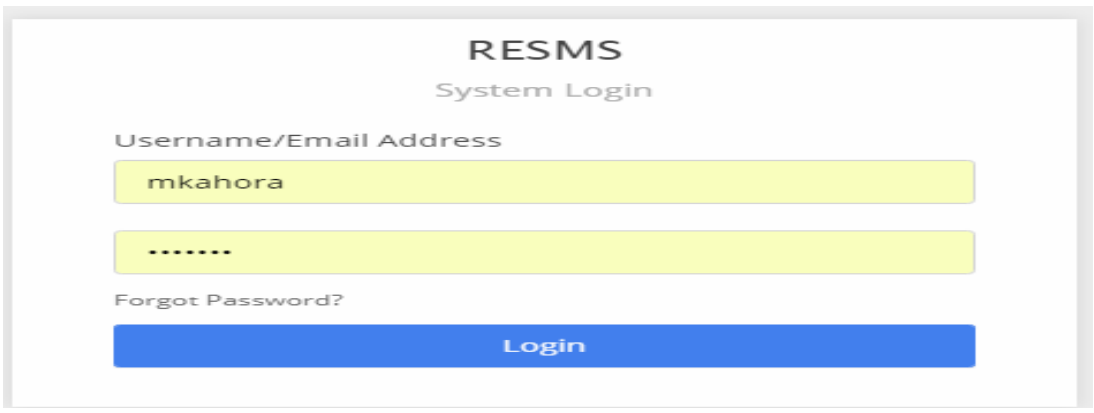 RESMS
System Login
Username/Email Address
mkahora
•••••••
Forgot Password?
Login